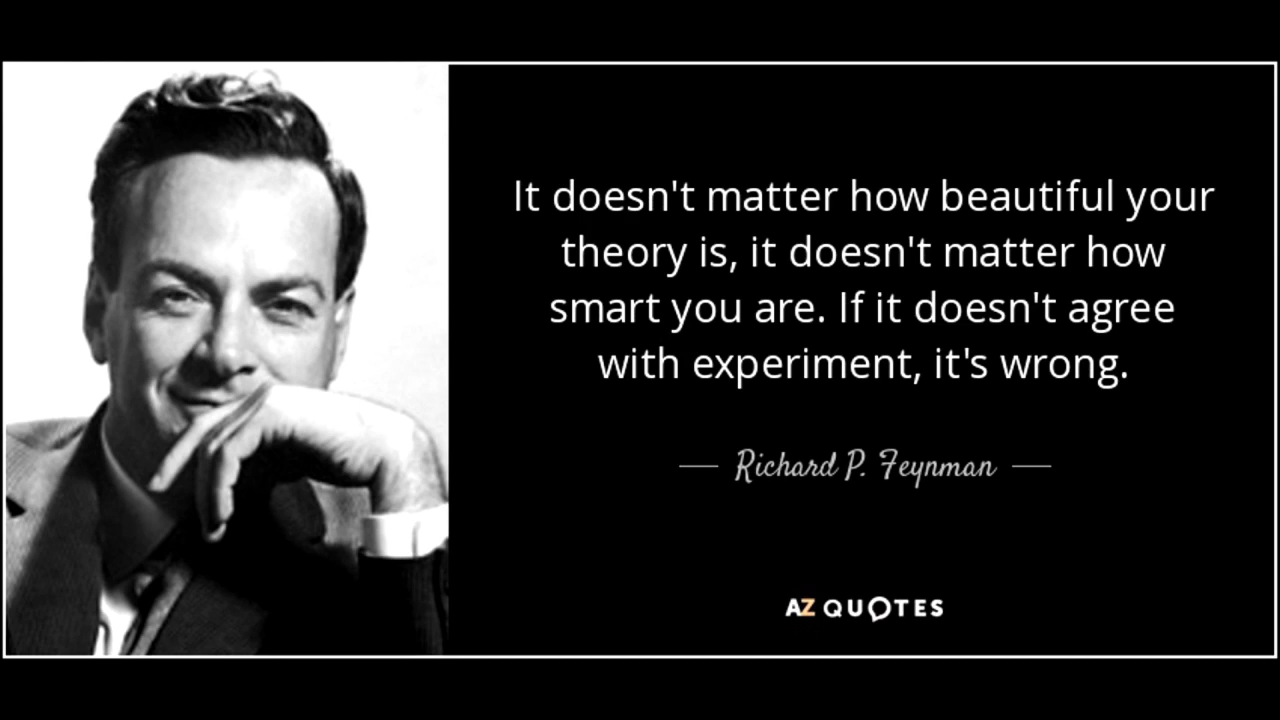 It doesn't matter how beautiful your
theory is, it doesn't matter how
smart you are. If it doesn't agree
with experiment, it's wrong.
— Richard P. Feynman —
AZ QUOTES